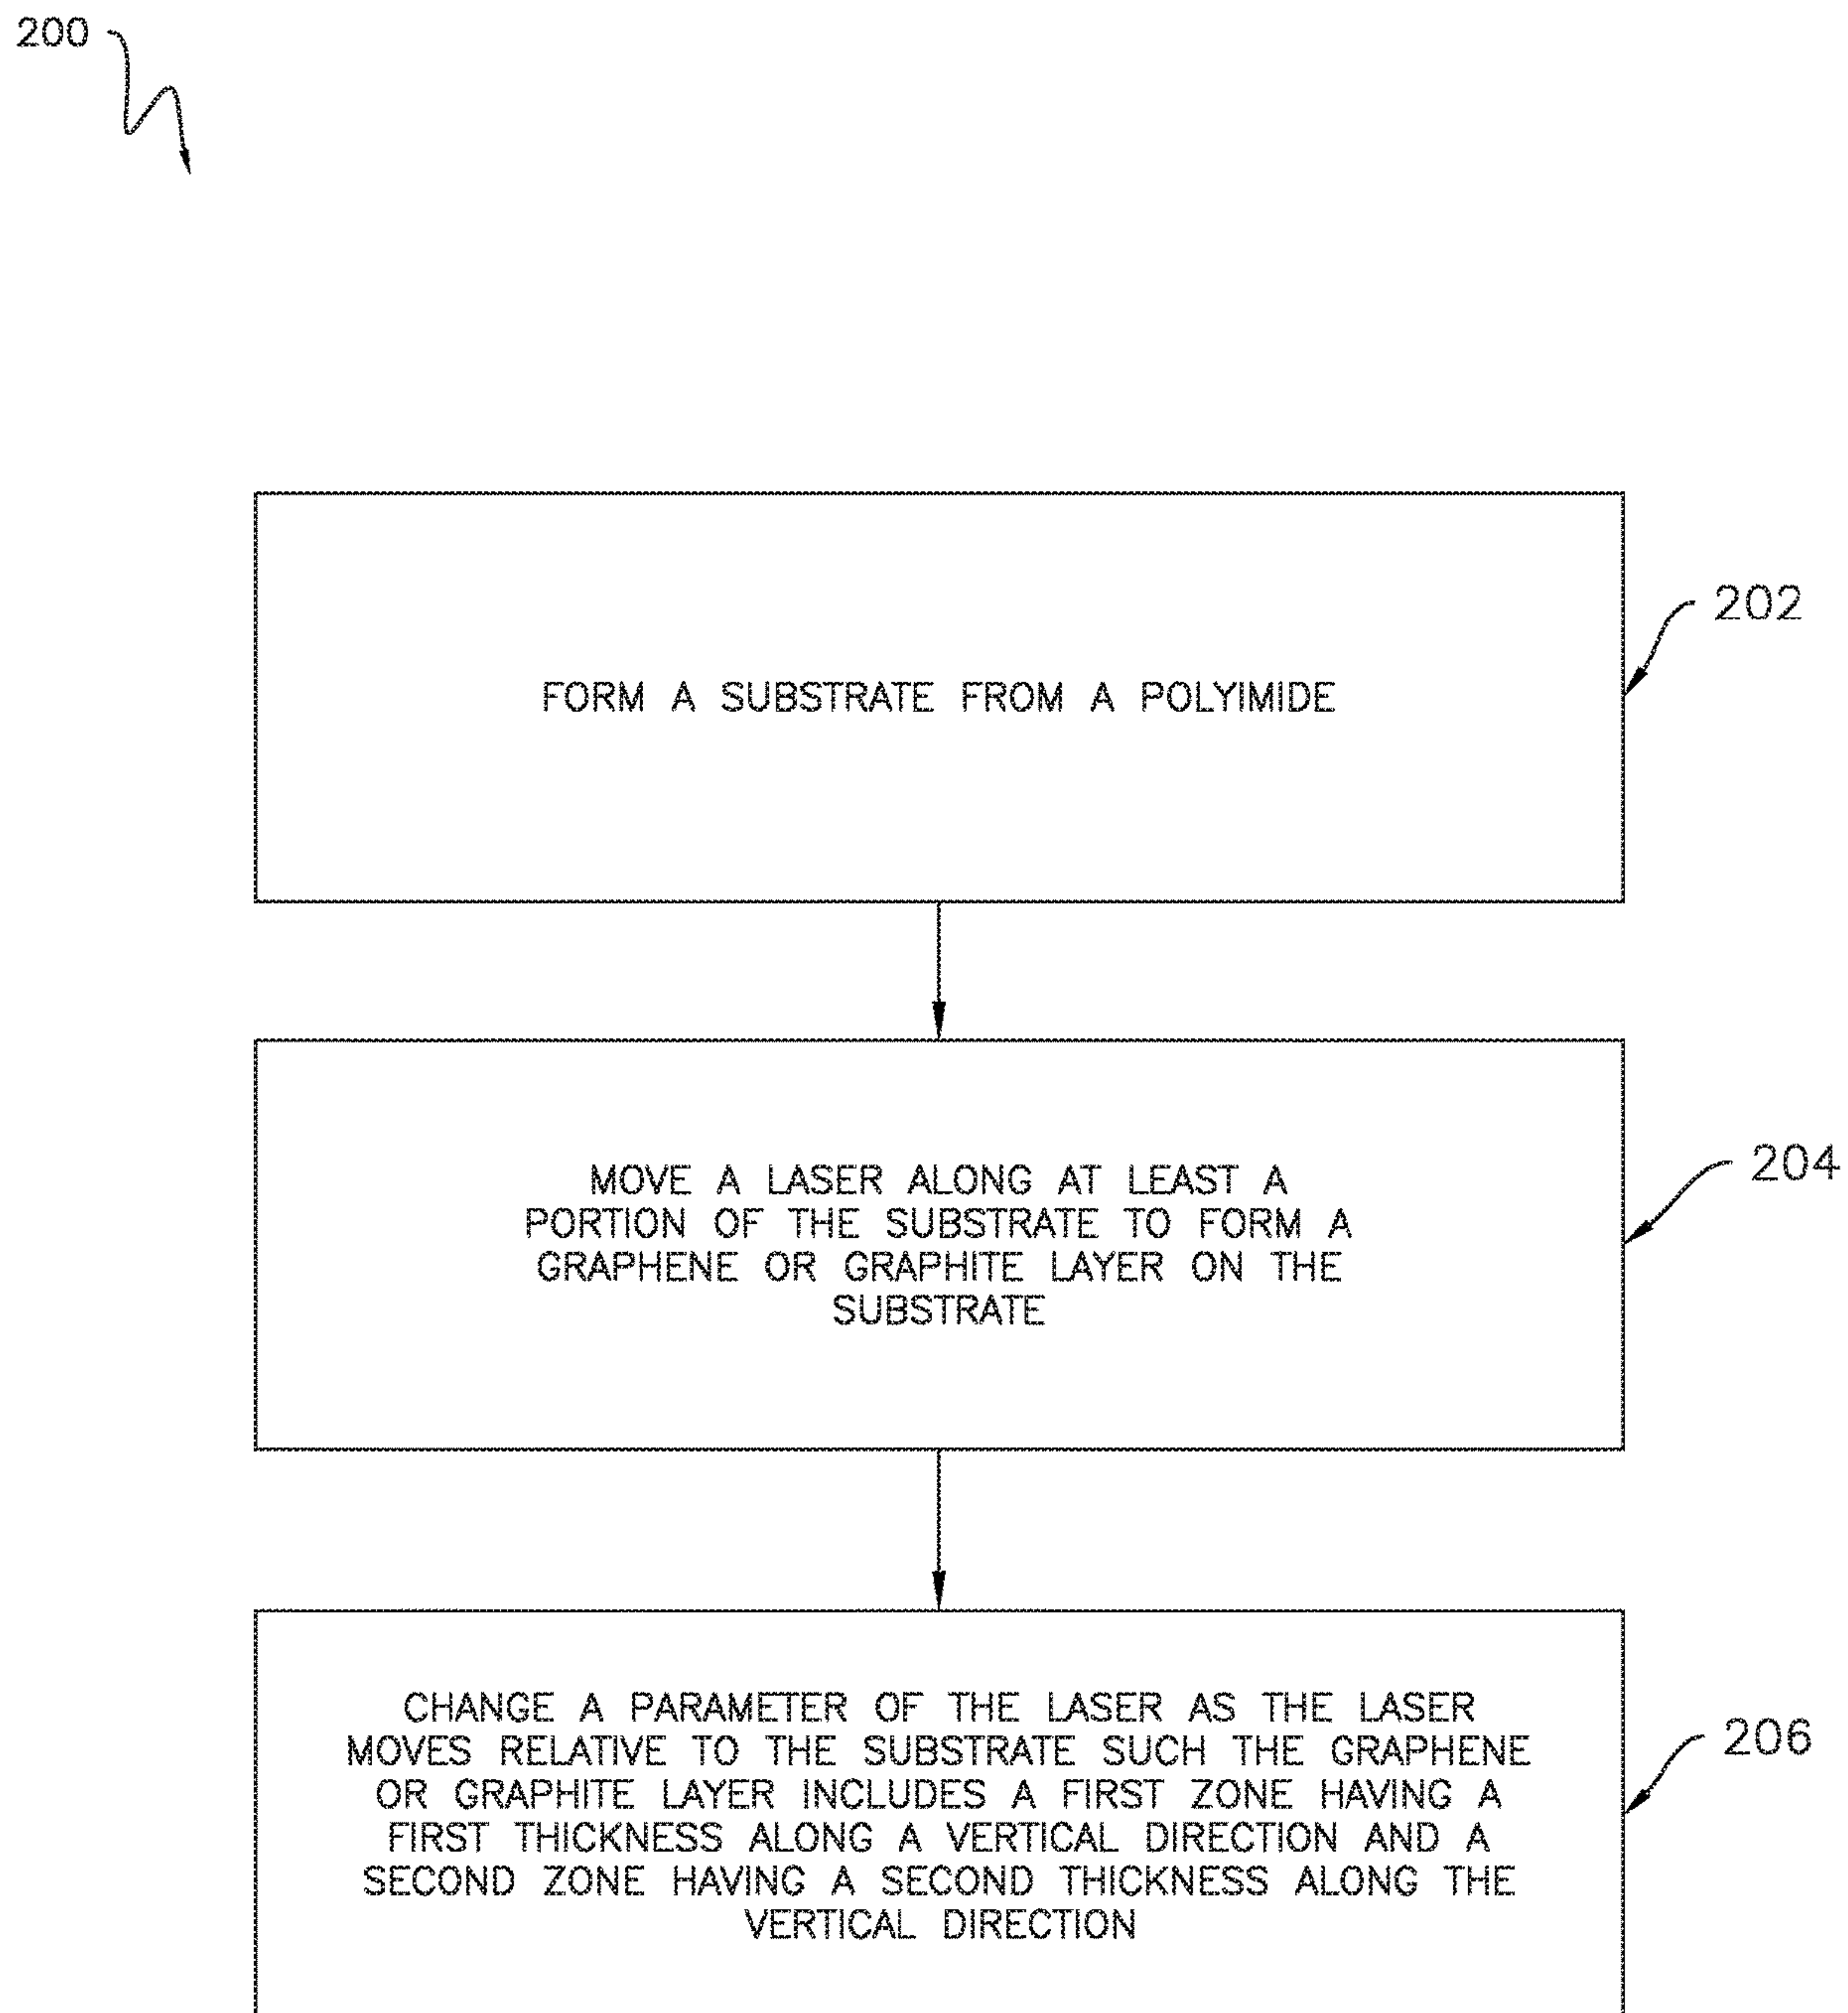 200
FORM A SUBSTRATE FROM A POLYIMIDE
202
MOVE A LASER ALONG AT LEAST A
PORTION OF THE SUBSTRATE TO FORM A
GRAPHENE OR GRAPHITE LAYER ON THE
SUBSTRATE
204
CHANGE A PARAMETER OF THE LASER AS THE LASER
MOVES RELATIVE TO THE SUBSTRATE SUCH THE GRAPHENE
OR GRAPHITE LAYER INCLUDES A FIRST ZONE HAVING A
FIRST THICKNESS ALONG A VERTICAL DIRECTION AND A
SECOND ZONE HAVING A SECOND THICKNESS ALONG THE
VERTICAL DIRECTION
206